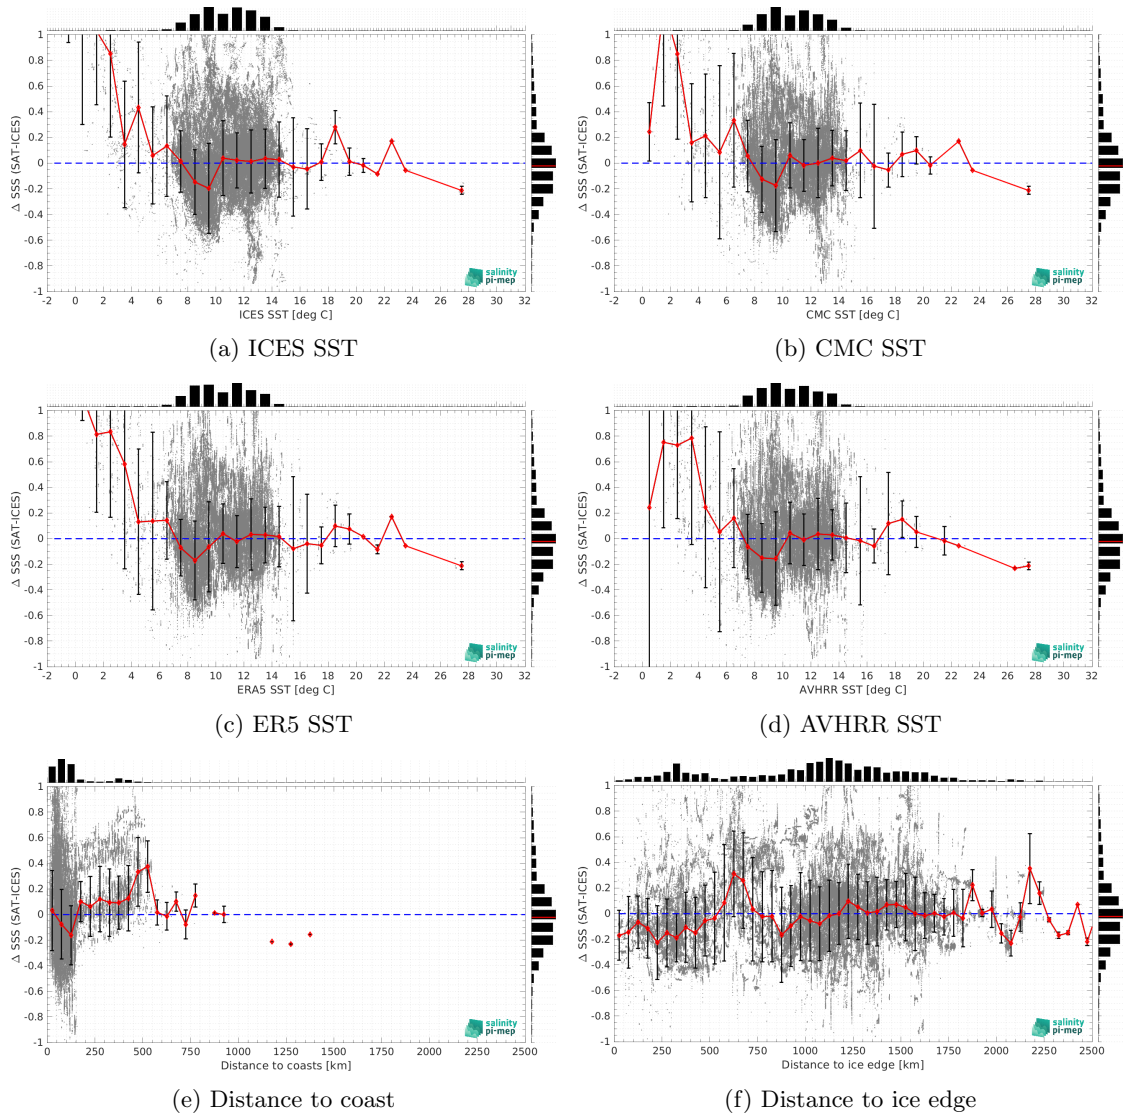 1
0.8
0.6
0.4
0.2
0
-0.2
-0.4
-0.6
-0.8
-1
Δ SSS (SAT-ICES)
-2 0 2 4 6 8 10 12 14 16 18 20 22 24 26 28 30 32
ICES SST [deg C]
salinity
pi-mep
(a) ICES SST
1
0.8
0.6
0.4
0.2
0
-0.2
-0.4
-0.6
-0.8
-1
Δ SSS (SAT-ICES)
-2 0 2 4 6 8 10 12 14 16 18 20 22 24 26 28 30 32
CMC SST [deg C]
salinity
pi-mep
(b) CMC SST
1
0.8
0.6
0.4
0.2
0
-0.2
-0.4
-0.6
-0.8
-1
Δ SSS (SAT-ICES)
-2 0 2 4 6 8 10 12 14 16 18 20 22 24 26 28 30 32
ERA5 SST [deg C]
salinity
pi-mep
(c) ER5 SST
1
0.8
0.6
0.4
0.2
0
-0.2
-0.4
-0.6
-0.8
-1
Δ SSS (SAT-ICES)
-2 0 2 4 6 8 10 12 14 16 18 20 22 24 26 28 30 32
AVHRR SST [deg C]
salinity
pi-mep
(d) AVHRR SST
1
0.8
0.6
0.4
0.2
0
-0.2
-0.4
-0.6
-0.8
-1
Δ SSS (SAT-ICES)
0 250 500 750 1000 1250 1500 1750 2000 2250 2500
Distance to coasts [km]
salinity
pi-mep
(e) Distance to coast
1
0.8
0.6
0.4
0.2
0
-0.2
-0.4
-0.6
-0.8
-1
Δ SSS (SAT-ICES)
0 250 500 750 1000 1250 1500 1750 2000 2250 2500
Distance to ice edge [km]
salinity
pi-mep
(f) Distance to ice edge